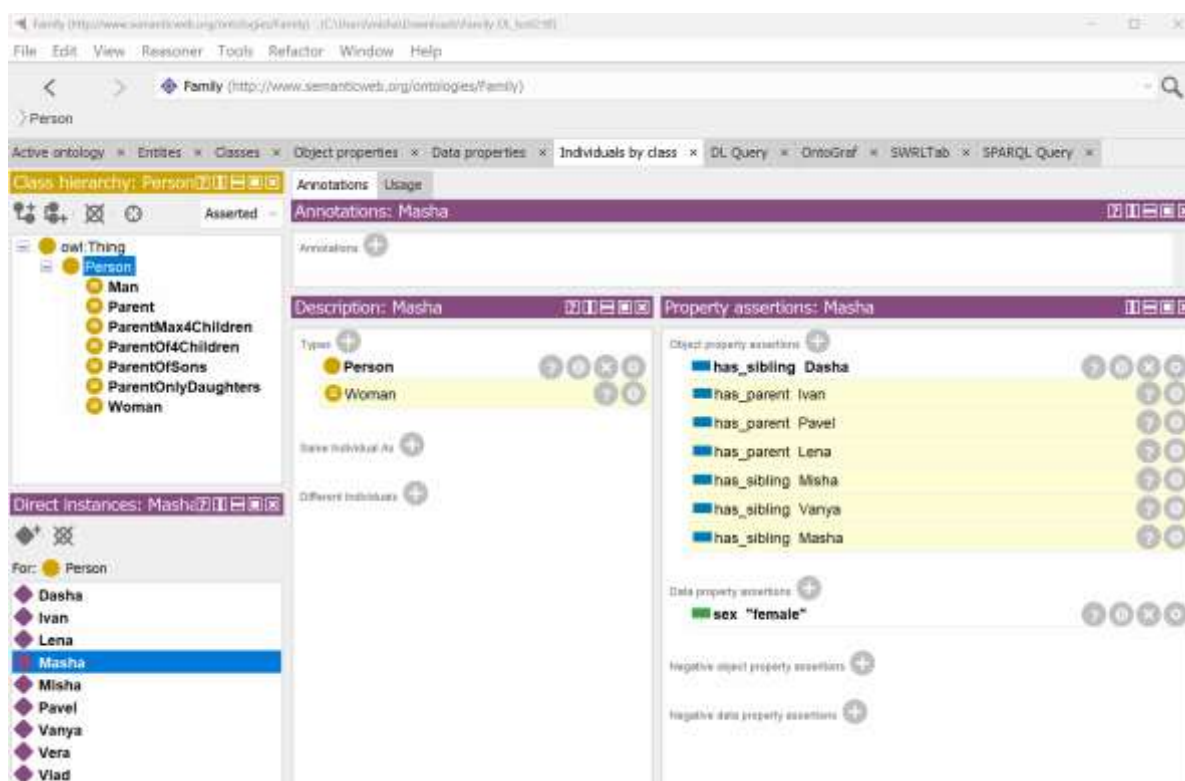 File Edit View Reasoner Tools Refactor Window Help
Family (http://www.semanticweb.org/ontologies/Family)
Person
Active ontology × Entities × Classes × Object properties × Data properties × Individuals by class × DL Query × OntoGraf × SWRLTab × SPARQL Query ×
Class hierarchy: Person
Asserted
owl:Thing
Person
Man
Parent
ParentMax4Children
ParentOf4Children
ParentOfSons
ParentOnlyDaughters
Woman
Direct instances: Masha
For: Person
Dasha
Ivan
Lena
Masha
Misha
Pavel
Vanya
Vera
Vlad
Annotations Usage
Annotations: Masha
Annotations
Description: Masha
Types
Person
Woman
Same Individual As
Different Individuals
Property assertions: Masha
Object property assertions
has_sibling Dasha
has_parent Ivan
has_parent Pavel
has_parent Lena
has_sibling Misha
has_sibling Vanya
has_sibling Masha
Data property assertions
sex "female"
Negative object property assertions
Negative data property assertions